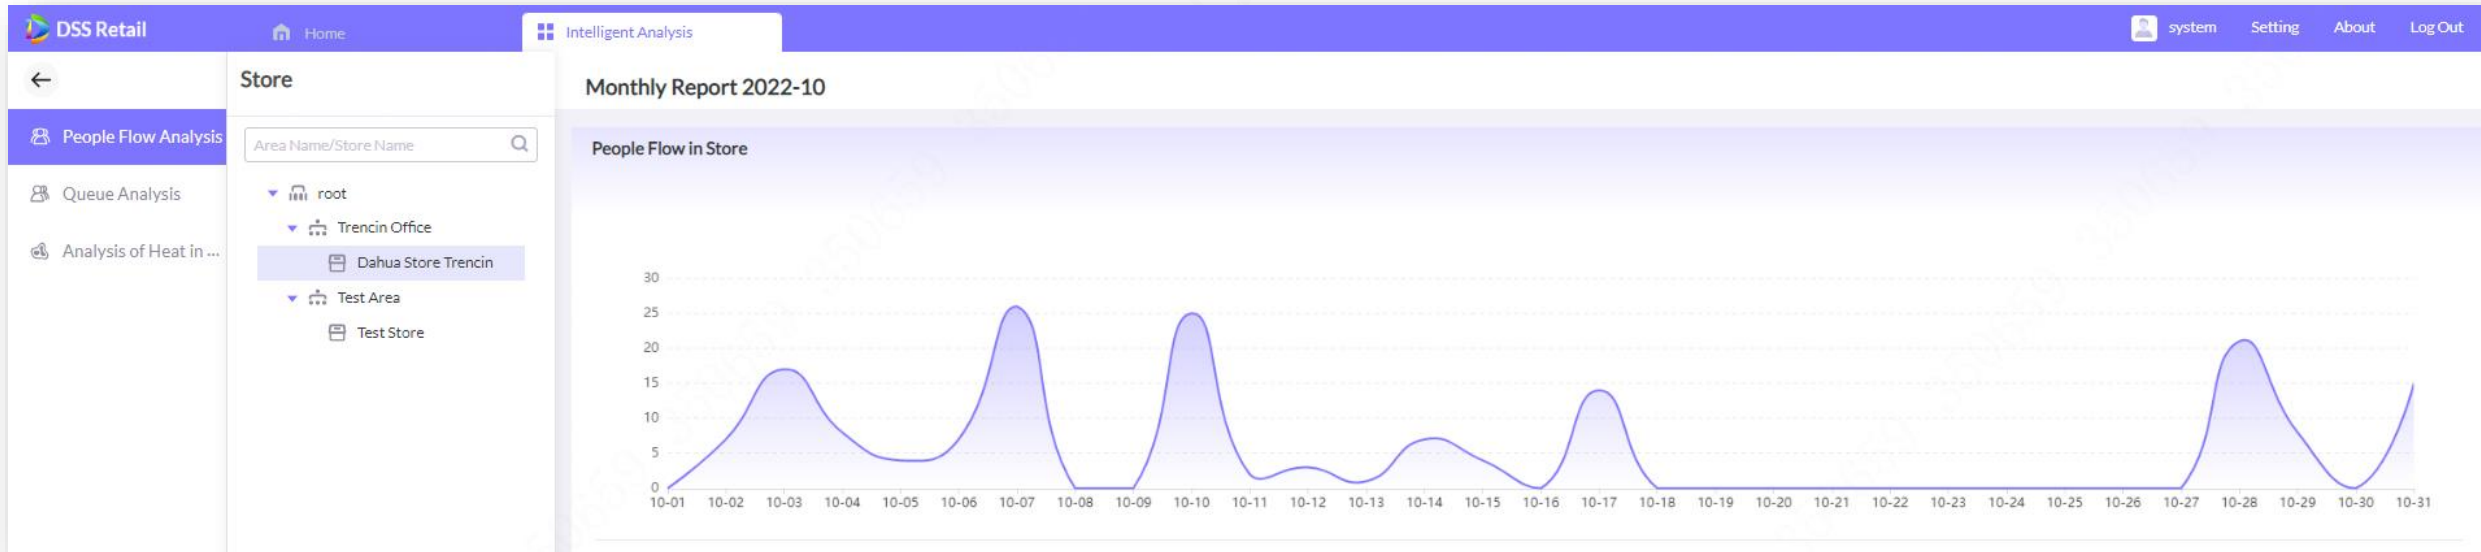 DSS Retail
Home
Intelligent Analysis
system
Setting
About
Log Out
Store
Monthly Report 2022-10
People Flow Analysis
Area Name/Store Name
People Flow in Store
Queue Analysis
root
Trencin Office
Analysis of Heat in ...
Dahua Store Trencin
Test Area
Test Store
30
25
20
15
10
5
0
10-01 10-02 10-03 10-04 10-05 10-06 10-07 10-08 10-09 10-10 10-11 10-12 10-13 10-14 10-15 10-16 10-17 10-18 10-19 10-20 10-21 10-22 10-23 10-24 10-25 10-26 10-27 10-28 10-29 10-30 10-31